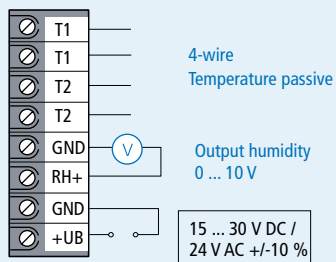 T1
T1
T2
T2
GND
RH+
GND
+UB
V
4-wire
Temperature passive
Output humidity
0 ... 10 V
15 ... 30 V DC /
24 V AC +/-10 %